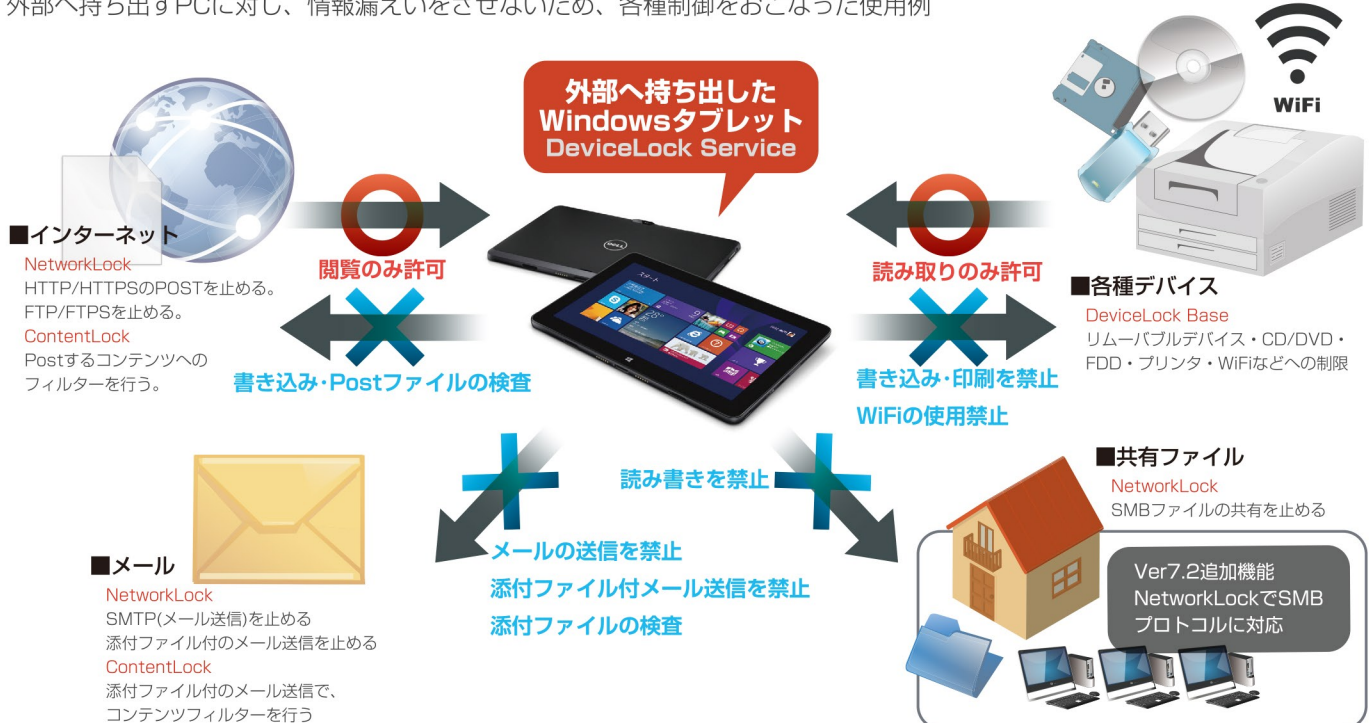 外部へ持ち出すPCに対し、情報漏えいをさせないため、各種制御をおこなった使用例
外部へ持ち出した
Windowsタブレット
DeviceLock Service
WiFi
■インターネット
NetworkLock
HTTP/HTTPSのPOSTを止める。
FTP/FTPSを止める。
ContentLock
Postするコンテンツへの
フィルターを行う。
閲覧のみ許可
書き込み・Postファイルの検査
DELL
スタート
読み取りのみ許可
書き込み・印刷を禁止
WiFiの使用禁止
■各種デバイス
DeviceLock Base
リムーバブルデバイス・CD/DVD・
FDD・プリンタ・WiFiなどへの制限
■メール
NetworkLock
SMTP(メール送信)を止める
添付ファイル付のメール送信を止める
ContentLock
添付ファイル付のメール送信で、
コンテンツフィルターを行う
メールの送信を禁止
添付ファイル付メール送信を禁止
添付ファイルの検査
読み書きを禁止
■共有ファイル
NetworkLock
SMBファイルの共有を止める
Ver7.2追加機能
NetworkLockでSMB
プロトコルに対応